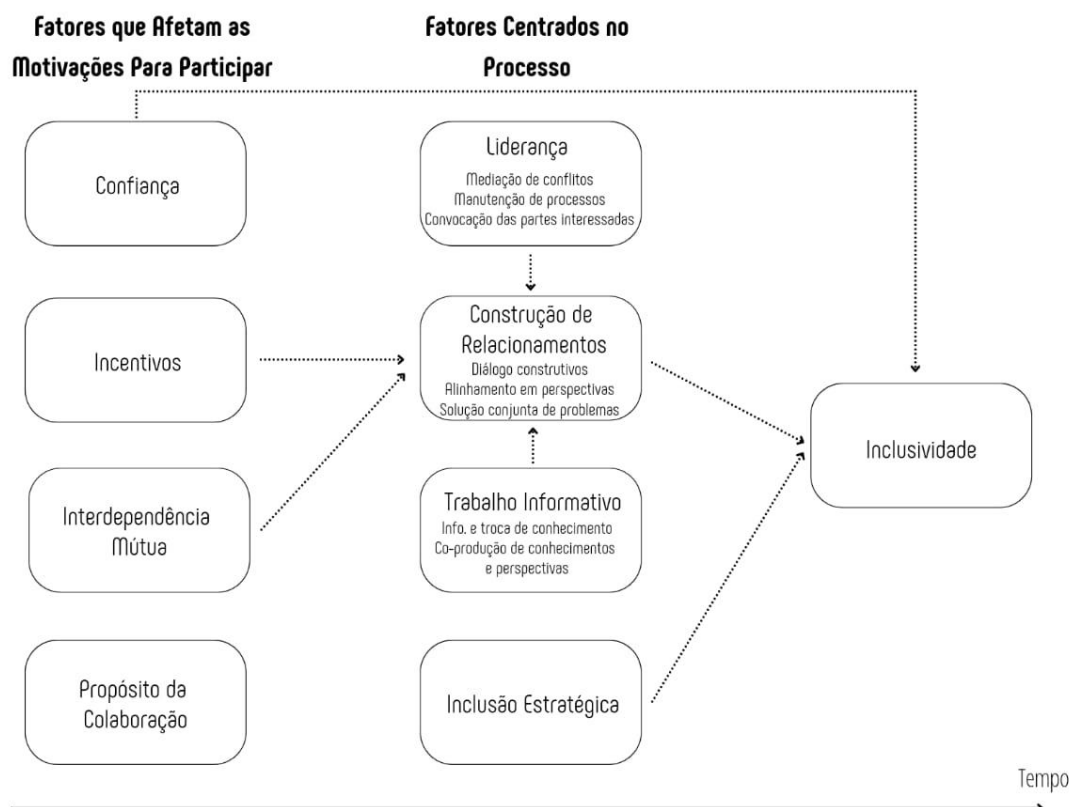 Fatores que Afetam as
Motivações Para Participar
Fatores Centrados no
Processo
Confiança
Liderança
Mediação de conflitos
Manutenção de processos
Convocação das partes interessadas
Incentivos
Construção de
Relacionamentos
Diálogo construtivos
Alinhamento em perspectivas
Solução conjunta de problemas
Inclusividade
Interdependência
Mútua
Trabalho Informativo
Info. e troca de conhecimento
Co-produção de conhecimentos
e perspectivas
Propósito da
Colaboração
Inclusão Estratégica
Tempo